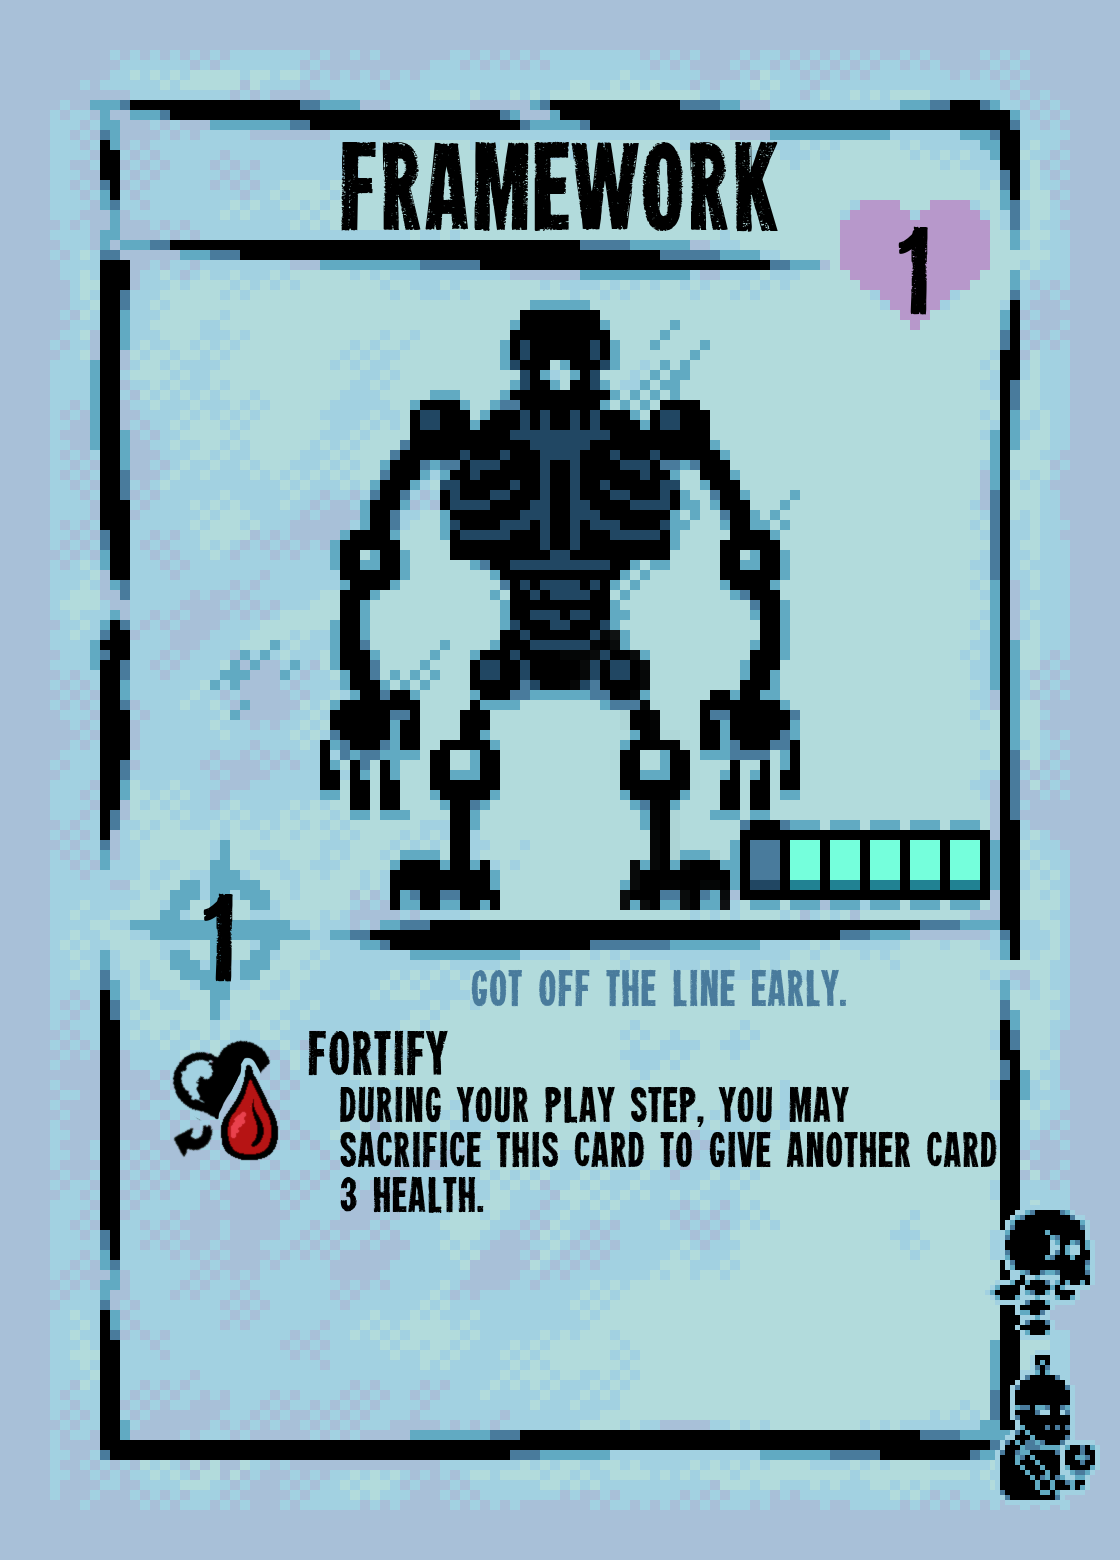 FRAMEWORK
1
1
GOT OFF THE LINE EARLY.
FORTIFY
DURING YOUR PLAY STEP, YOU MAY
SACRIFICE THIS CARD TO GIVE ANOTHER CARD
3 HEALTH.